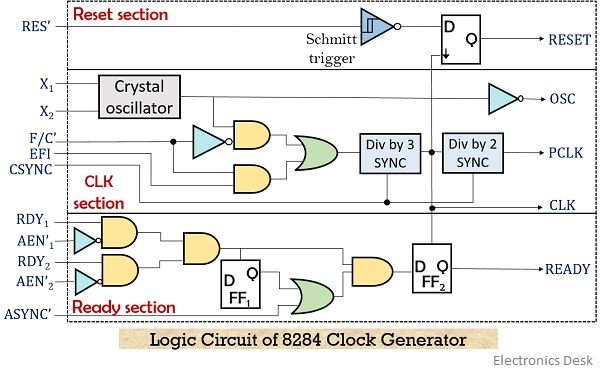 Reset section
RES'
Schmitt
trigger
D
Q
RESET
X1
X2
Crystal
oscillator
OSC
F/C'
EFI
CSYNC
CLK
section
Div by 3
SYNC
Div by 2
SYNC
PCLK
CLK
RDY1
AEN'1
RDY2
AEN'2
ASYNC'
Ready section
D Q
FF1
D Q
FF2
READY
Logic Circuit of 8284 Clock Generator
Electronics Desk